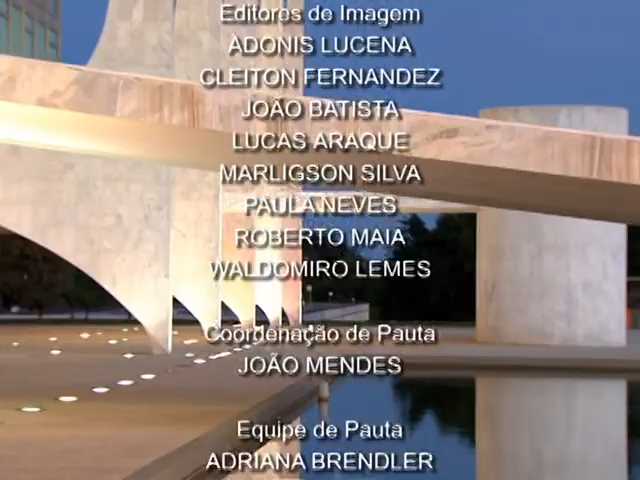 Editores de Imagem
ADONIS LUCENA
CLEITON FERNANDEZ
JOÃO BATISTA
LUCAS ARAQUE
MARLIGSON SILVA
PAULA NEVES
ROBERTO MAIA
WALDOMIRO LEMES
Coordenação de Pauta
JOÃO MENDES
Equipe de Pauta
ADRIANA BRENDLER